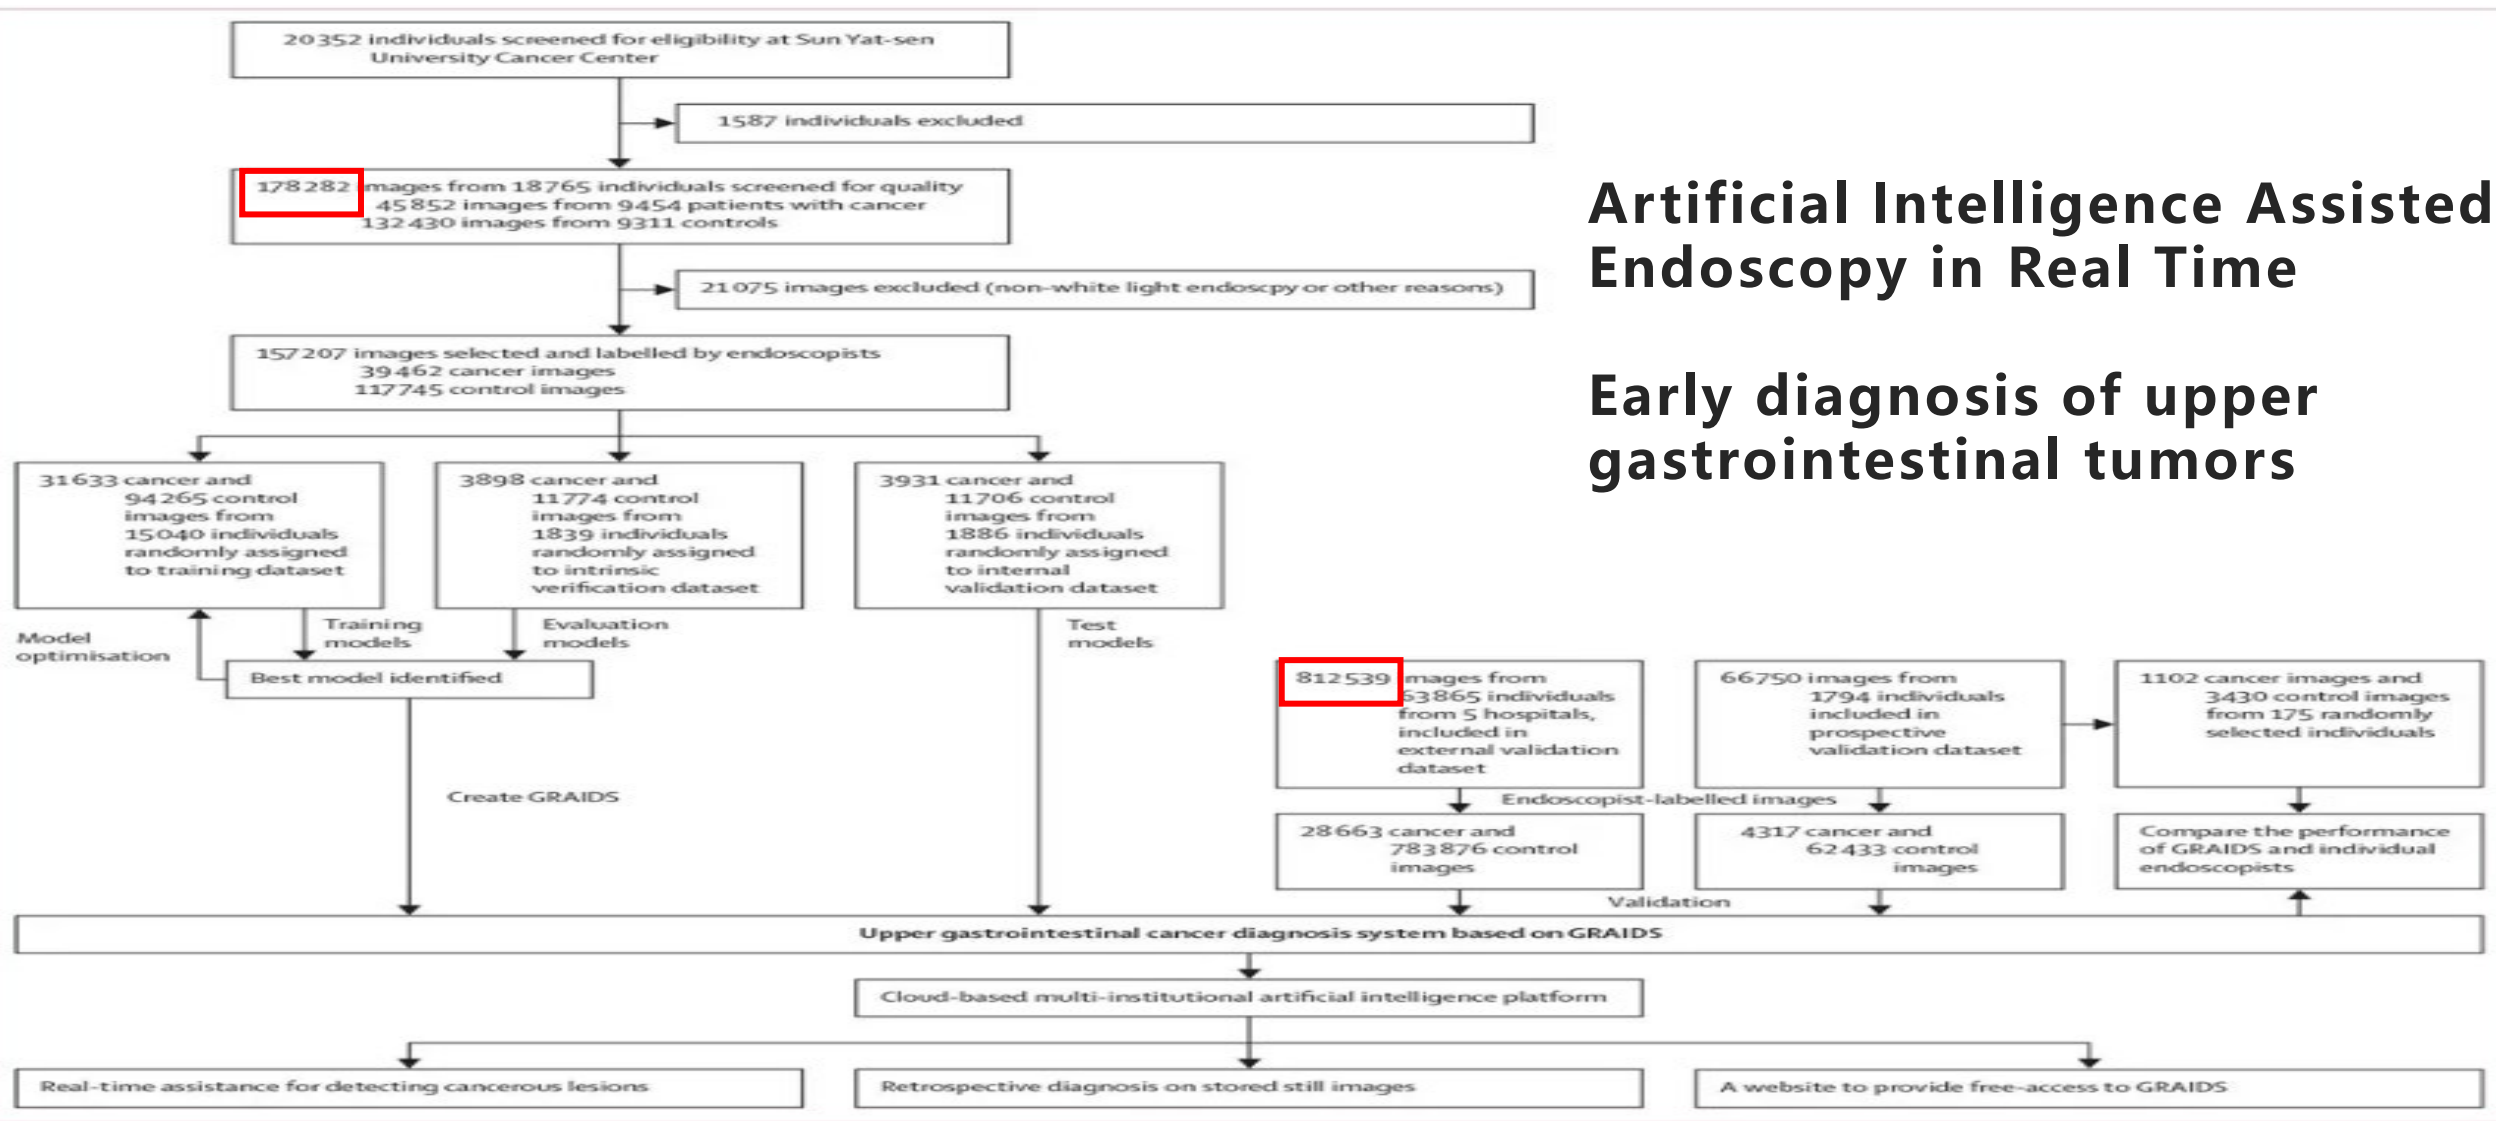 20352 individuals screened for eligibility at Sun Yat-sen
University Cancer Center
1587 individuals excluded
178282 images from 18765 individuals screened for quality
45852 images from 9454 patients with cancer
132430 images from 9311 controls
Artificial Intelligence Assisted
Endoscopy in Real Time
21075 images excluded (non-white light endoscpy or other reasons)
157207 images selected and labelled by endoscopists
39462 cancer images
117745 control images
Early diagnosis of upper
gastrointestinal tumors
31633 cancer and
94265 control
images from
15040 individuals
randomly assigned
to training dataset
3898 cancer and
11774 control
images from
1839 individuals
randomly assigned
to intrinsic
verification dataset
3931 cancer and
11706 control
images from
1886 individuals
randomly assigned
to internal
validation dataset
Model
optimisation
Training
models
Evaluation
models
Test
models
Best model identified
812539 images from
63865 individuals
from 5 hospitals,
included in
external validation
dataset
66750 images from
1794 individuals
included in
prospective
validation dataset
1102 cancer images and
3430 control images
from 175 randomly
selected individuals
Create GRAIDS
Endoscopist-labelled images
28663 cancer and
783876 control
images
4317 cancer and
62433 control
images
Compare the performance
of GRAIDS and individual
endoscopists
Validation
Upper gastrointestinal cancer diagnosis system based on GRAIDS
Cloud-based multi-institutional artificial intelligence platform
Real-time assistance for detecting cancerous lesions
Retrospective diagnosis on stored still images
A website to provide free-access to GRAIDS